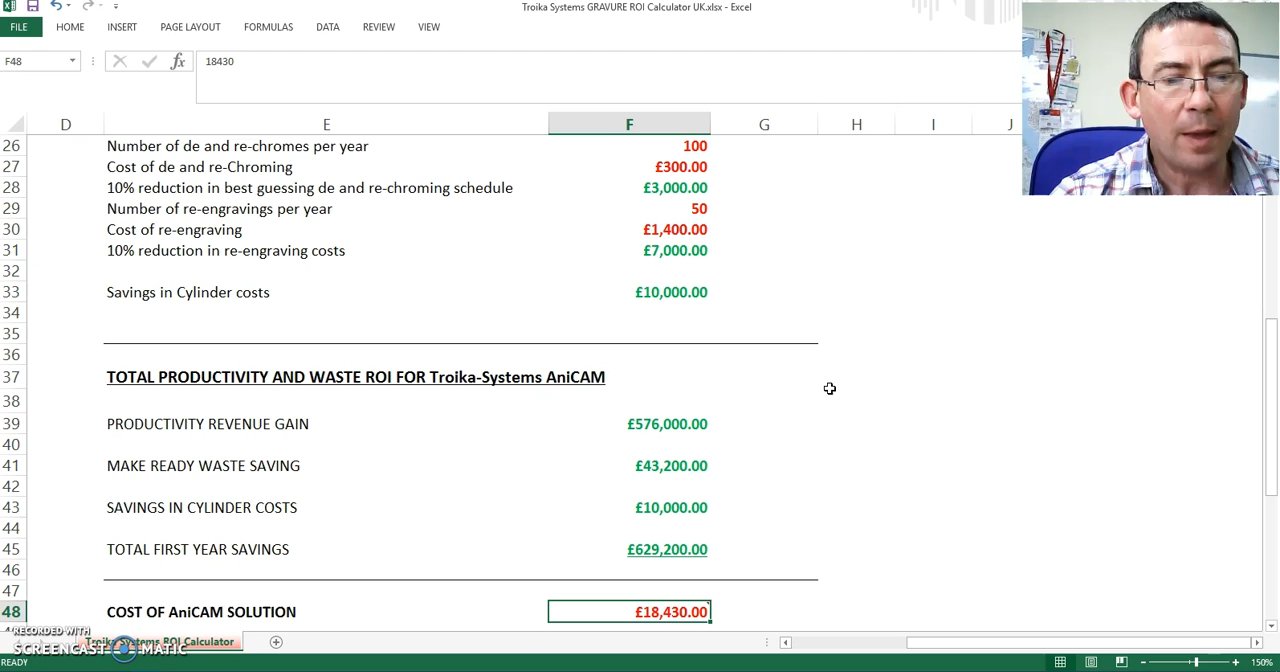 Troika Systems GRAVURE ROI Calculator UK.xlsx - Excel
FILE HOME INSERT PAGE LAYOUT FORMULAS DATA REVIEW VIEW
F48 fx 18430
D E F G H I J
26 Number of de and re-chromes per year 100
27 Cost of de and re-Chroming £300.00
28 10% reduction in best guessing de and re-chroming schedule £3,000.00
29 Number of re-engravings per year 50
30 Cost of re-engraving £1,400.00
31 10% reduction in re-engraving costs £7,000.00
32
33 Savings in Cylinder costs £10,000.00
34
35
36
37 TOTAL PRODUCTIVITY AND WASTE ROI FOR Troika-Systems AniCAM
38
39 PRODUCTIVITY REVENUE GAIN £576,000.00
40
41 MAKE READY WASTE SAVING £43,200.00
42
43 SAVINGS IN CYLINDER COSTS £10,000.00
44
45 TOTAL FIRST YEAR SAVINGS £629,200.00
46
47
48 COST OF AniCAM SOLUTION £18,430.00
RECORDED WITH
SCREENCAST MATIC
Troika Systems ROI Calculator
READY 150%